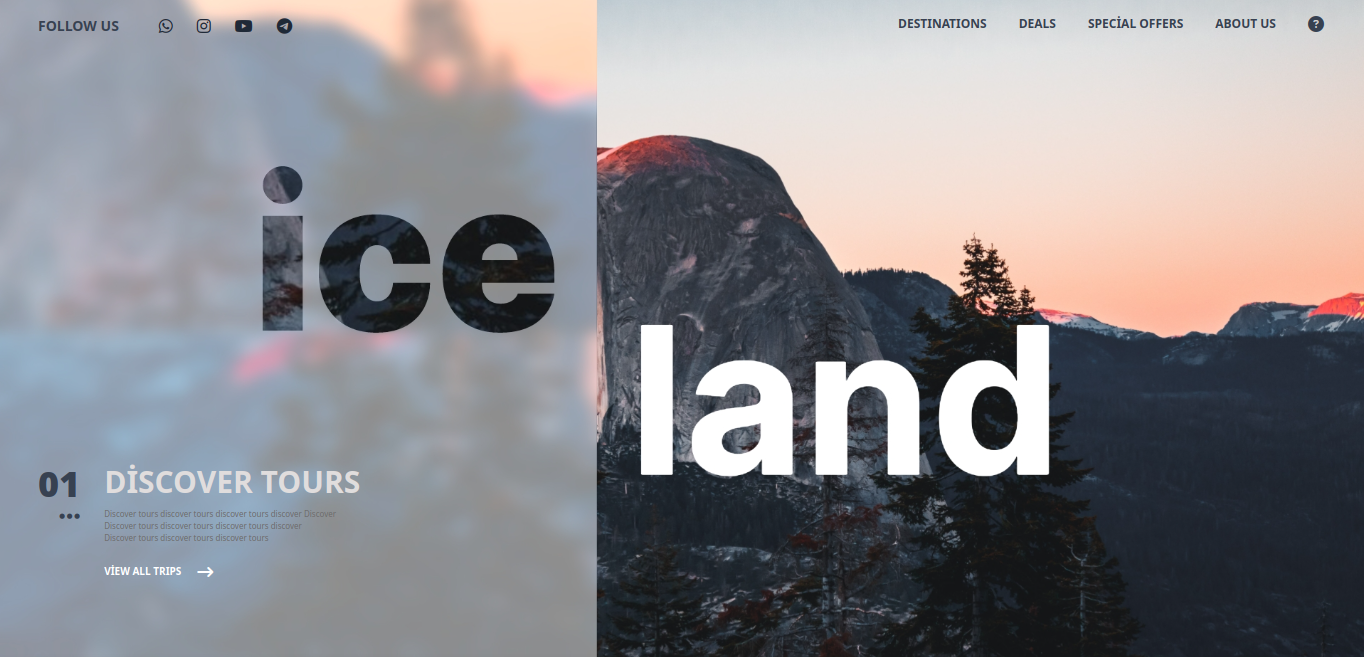 FOLLOW US
DESTINATIONS DEALS SPECİAL OFFERS ABOUT US ?
ice
land
01
DİSCOVER TOURS
Discover tours discover tours discover tours discover Discover
Discover tours discover tours discover tours discover
Discover tours discover tours discover tours
VİEW ALL TRIPS